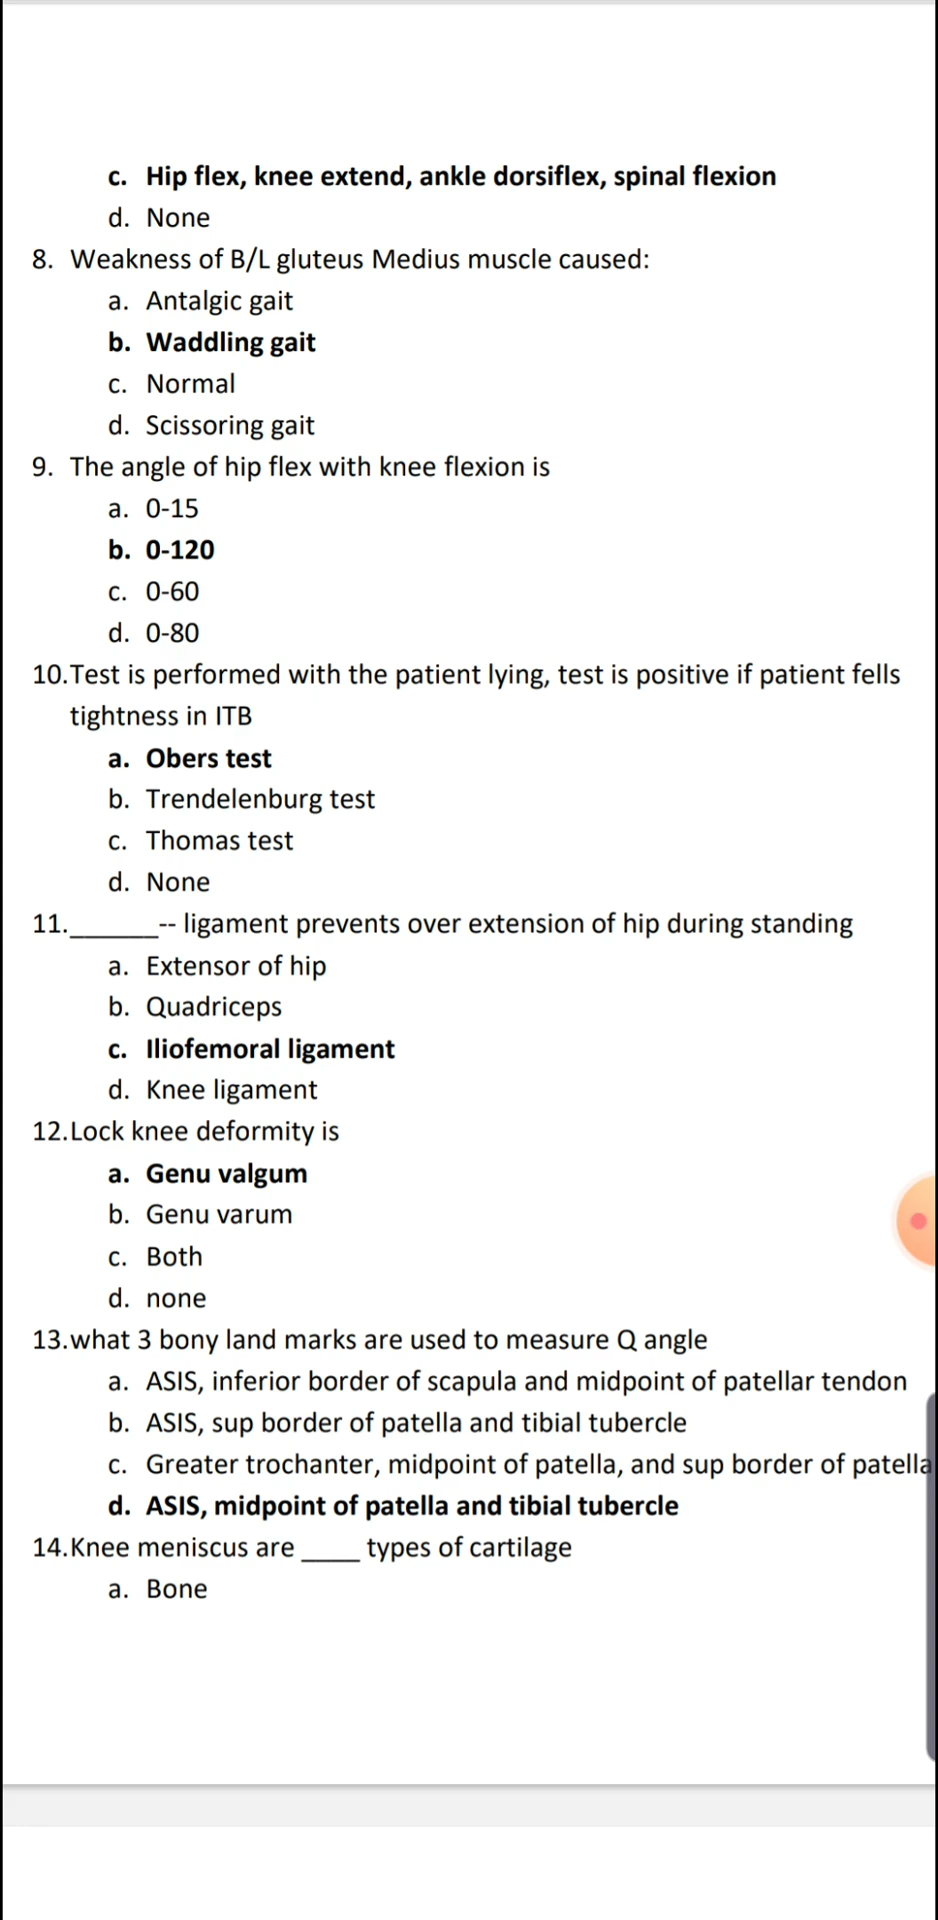 c. Hip flex, knee extend, ankle dorsiflex, spinal flexion
d. None
8. Weakness of B/L gluteus Medius muscle caused:
a. Antalgic gait
b. Waddling gait
c. Normal
d. Scissoring gait
9. The angle of hip flex with knee flexion is
a. 0-15
b. 0-120
c. 0-60
d. 0-80
10.Test is performed with the patient lying, test is positive if patient fells
tightness in ITB
a. Obers test
b. Trendelenburg test
c. Thomas test
d. None
11.______-- ligament prevents over extension of hip during standing
a. Extensor of hip
b. Quadriceps
c. Iliofemoral ligament
d. Knee ligament
12.Lock knee deformity is
a. Genu valgum
b. Genu varum
c. Both
d. none
13.what 3 bony land marks are used to measure Q angle
a. ASIS, inferior border of scapula and midpoint of patellar tendon
b. ASIS, sup border of patella and tibial tubercle
c. Greater trochanter, midpoint of patella, and sup border of patella
d. ASIS, midpoint of patella and tibial tubercle
14.Knee meniscus are ____ types of cartilage
a. Bone